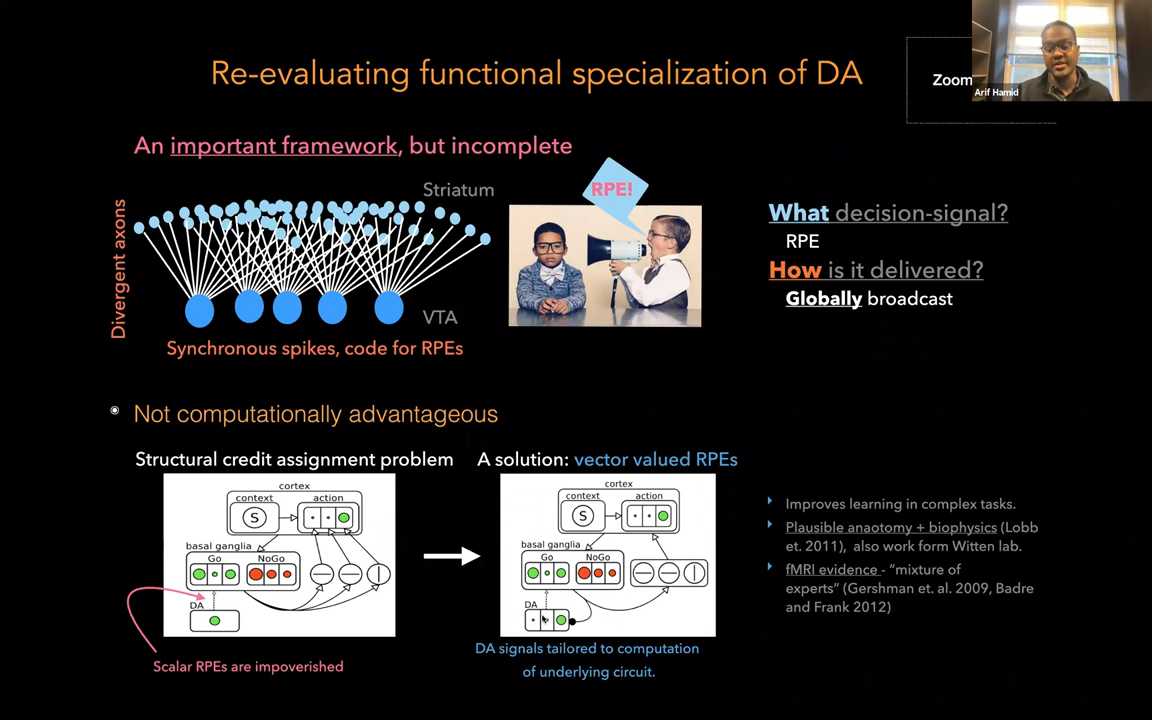 Re-evaluating functional specialization of DA
Zoom
Arif Hamid
An important framework, but incomplete
Divergent axons
Striatum
VTA
Synchronous spikes, code for RPEs
RPE!
What decision-signal?
RPE
How is it delivered?
Globally broadcast
Not computationally advantageous
Structural credit assignment problem
cortex
context
action
S
basal ganglia
Go
NoGo
DA
Scalar RPEs are impoverished
A solution: vector valued RPEs
cortex
context
action
S
basal ganglia
Go
NoGo
DA
DA signals tailored to computation
of underlying circuit.
Improves learning in complex tasks.
Plausible anaotomy + biophysics (Lobb
et. 2011), also work form Witten lab.
fMRI evidence - “mixture of
experts” (Gershman et. al. 2009, Badre
and Frank 2012)